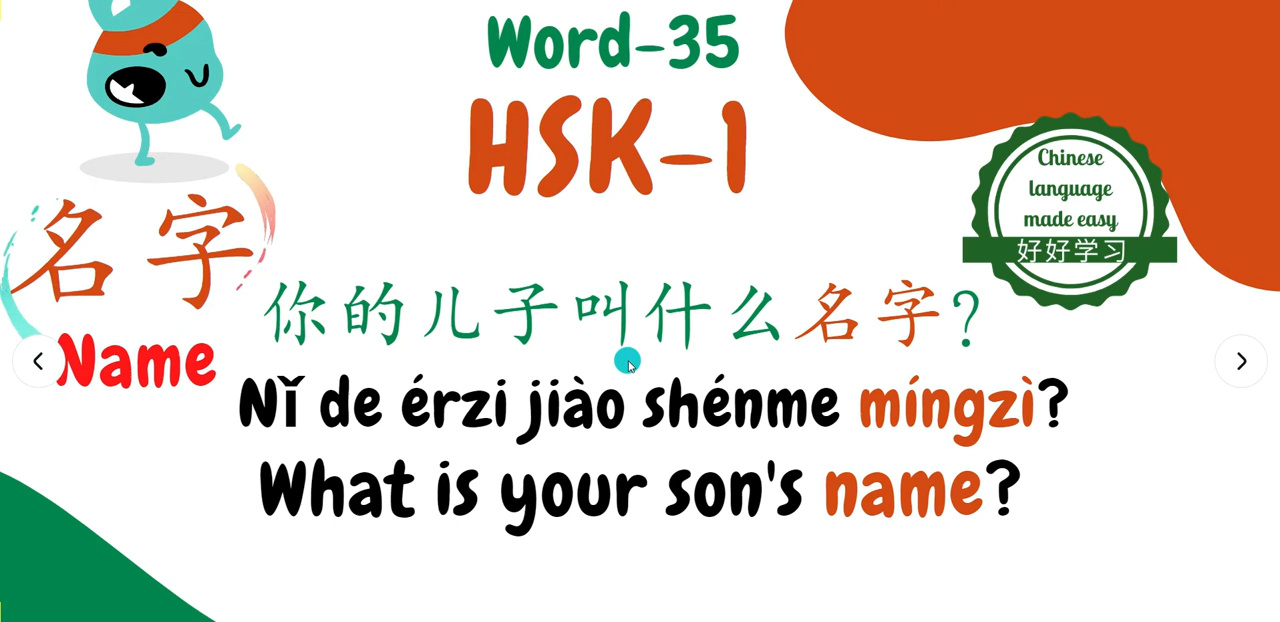 Word-35
HSK-1
Chinese
language
made easy
好好学习
名字
Name
你的儿子叫什么名字?
Nǐ de érzi jiào shénme míngzì?
What is your son's name?